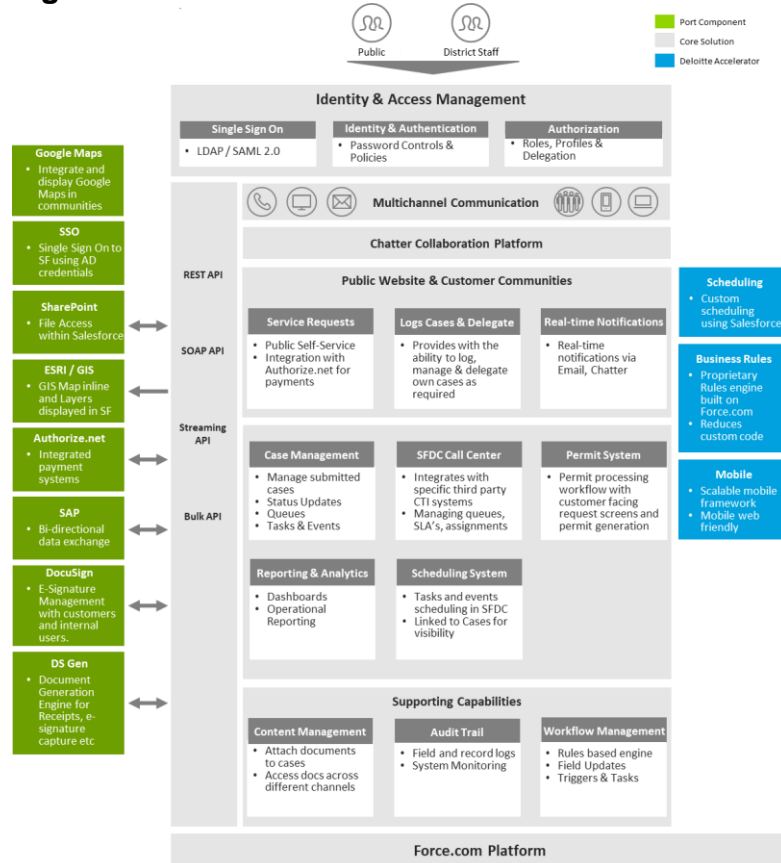 Public
District Staff
Port Component
Core Solution
Deloitte Accelerator
Identity & Access Management
Single Sign On
• LDAP / SAML 2.0
Identity & Authentication
• Password Controls &
Policies
Authorization
• Roles, Profiles &
Delegation
Google Maps
• Integrate and
display Google
Maps in
communities
SSO
• Single Sign On to
SF using AD
credentials
SharePoint
• File Access
within Salesforce
ESRI / GIS
• GIS Map inline
and Layers
displayed in SF
Authorize.net
• Integrated
payment
systems
SAP
• Bi-directional
data exchange
DocuSign
• E-Signature
Management
with customers
and internal
users.
DS Gen
• Document
Generation
Engine for
Receipts, e-
signature
capture etc
REST API
SOAP API
Streaming
API
Bulk API
Multichannel Communication
Chatter Collaboration Platform
Public Website & Customer Communities
Service Requests
• Public Self-Service
• Integration with
Authorize.net for
payments
Logs Cases & Delegate
• Provides with the
ability to log,
manage & delegate
own cases as
required
Real-time Notifications
• Real-time
notifications via
Email, Chatter
Case Management
• Manage submitted
cases
• Status Updates
• Queues
• Tasks & Events
SFDC Call Center
• Integrates with
specific third party
CTI systems
• Managing queues,
SLA's, assignments
Permit System
• Permit processing
workflow with
customer facing
request screens and
permit generation
Reporting & Analytics
• Dashboards
• Operational
Reporting
Scheduling System
• Tasks and events
scheduling in SFDC
• Linked to Cases for
visibility
Supporting Capabilities
Content Management
• Attach documents
to cases
• Access docs across
different channels
Audit Trail
• Field and record logs
• System Monitoring
Workflow Management
• Rules based engine
• Field Updates
• Triggers & Tasks
Scheduling
• Custom
scheduling
using Salesforce
Business Rules
• Proprietary
Rules engine
built on
Force.com
• Reduces
custom code
Mobile
• Scalable mobile
framework
• Mobile web
friendly
Force.com Platform